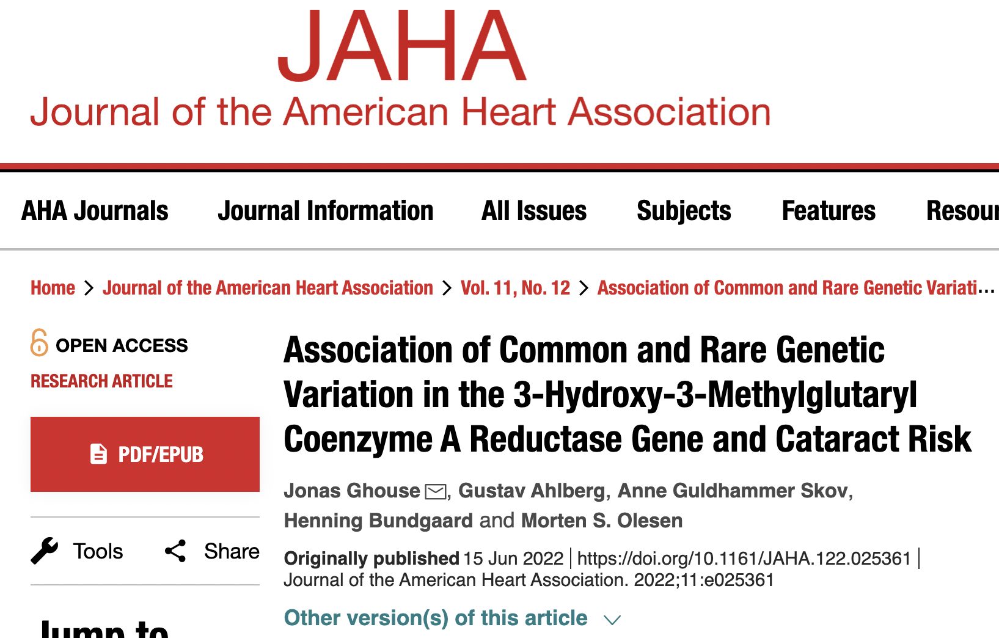 JAHA
Journal of the American Heart Association
AHA Journals Journal Information All Issues Subjects Features Resour
Home > Journal of the American Heart Association > Vol. 11, No. 12 > Association of Common and Rare Genetic Variati...
OPEN ACCESS
RESEARCH ARTICLE
PDF/EPUB
Tools Share
Jump to
Association of Common and Rare Genetic
Variation in the 3-Hydroxy-3-Methylglutaryl
Coenzyme A Reductase Gene and Cataract Risk
Jonas Ghouse, Gustav Ahlberg, Anne Guldhammer Skov,
Henning Bundgaard and Morten S. Olesen
Originally published 15 Jun 2022 | https://doi.org/10.1161/JAHA.122.025361 |
Journal of the American Heart Association. 2022;11:e025361
Other version(s) of this article